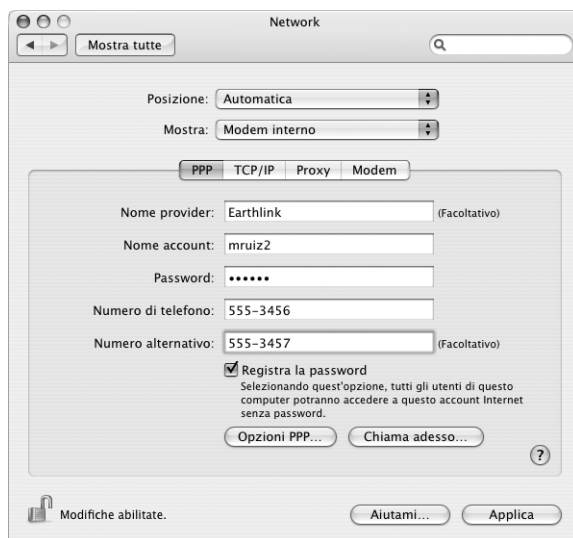 Network
Mostra tutte
Posizione: Automatica
Mostra: Modem interno
PPP TCP/IP Proxy Modem
Nome provider: Earthlink (Facoltativo)
Nome account: mruiz2
Password: ••••••
Numero di telefono: 555-3456
Numero alternativo: 555-3457 (Facoltativo)
Registra la password
Selezionando quest'opzione, tutti gli utenti di questo
computer potranno accedere a questo account Internet
senza password.
Opzioni PPP... Chiama adesso...
?
Modifiche abilitate. Aiutami... Applica